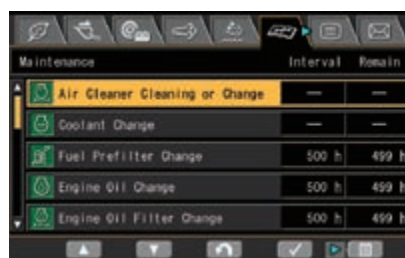 Maintenance Interval Remain
Air Cleaner Cleaning or Change — —
Coolant Change — —
Fuel Prefilter Change 500 h 499 h
Engine Oil Change 500 h 499 h
Engine Oil Filter Change 500 h 499 h